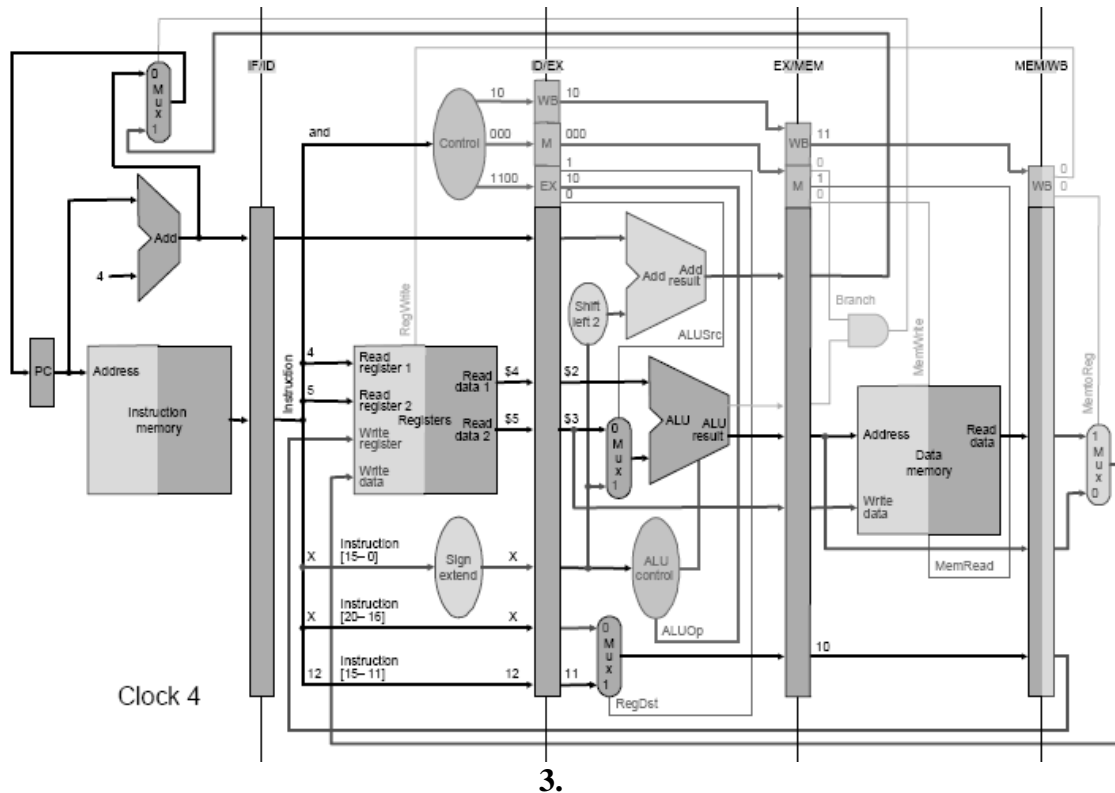 IF/ID
ID/EX
EX/MEM
MEM/WB
0
M
u
x
1
and
Control
10
000
1100
WB
M
EX
10
000
1
10
0
WB
M
11
0
1
0
WB
0
0
Add
4
RegWrite
Shift
left 2
Add
Add
result
ALUSrc
Branch
MemWrite
MemtoReg
PC
Address
Instruction
memory
Instruction
4
5
Read
register 1
Read
register 2
Registers
Write
register
Write
data
Read
data 1
Read
data 2
$4
$5
$2
$3
0
M
u
x
1
ALU
ALU
result
Address
Data
memory
Read
data
Write
data
1
M
u
x
0
X
Instruction
[15–0]
Sign
extend
X
ALU
control
MemRead
X
Instruction
[20–16]
X
ALUOp
12
Instruction
[15–11]
12
11
0
M
u
x
1
10
RegDst
Clock 4
3.